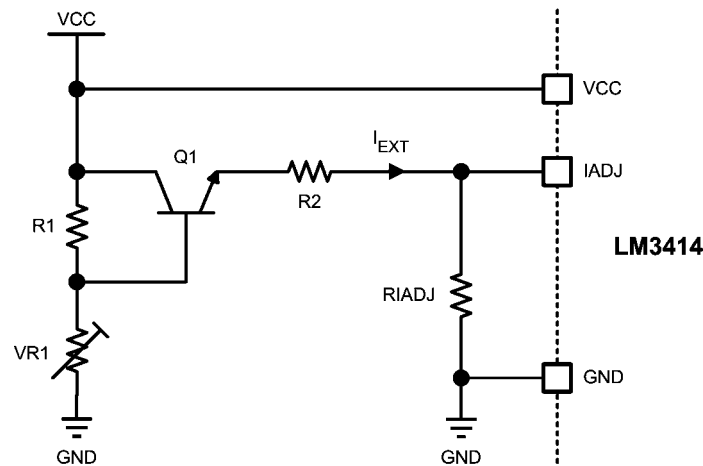 VCC
VCC
Q1
I_EXT
IADJ
R1
R2
LM3414
RIADJ
VR1
GND
GND
GND